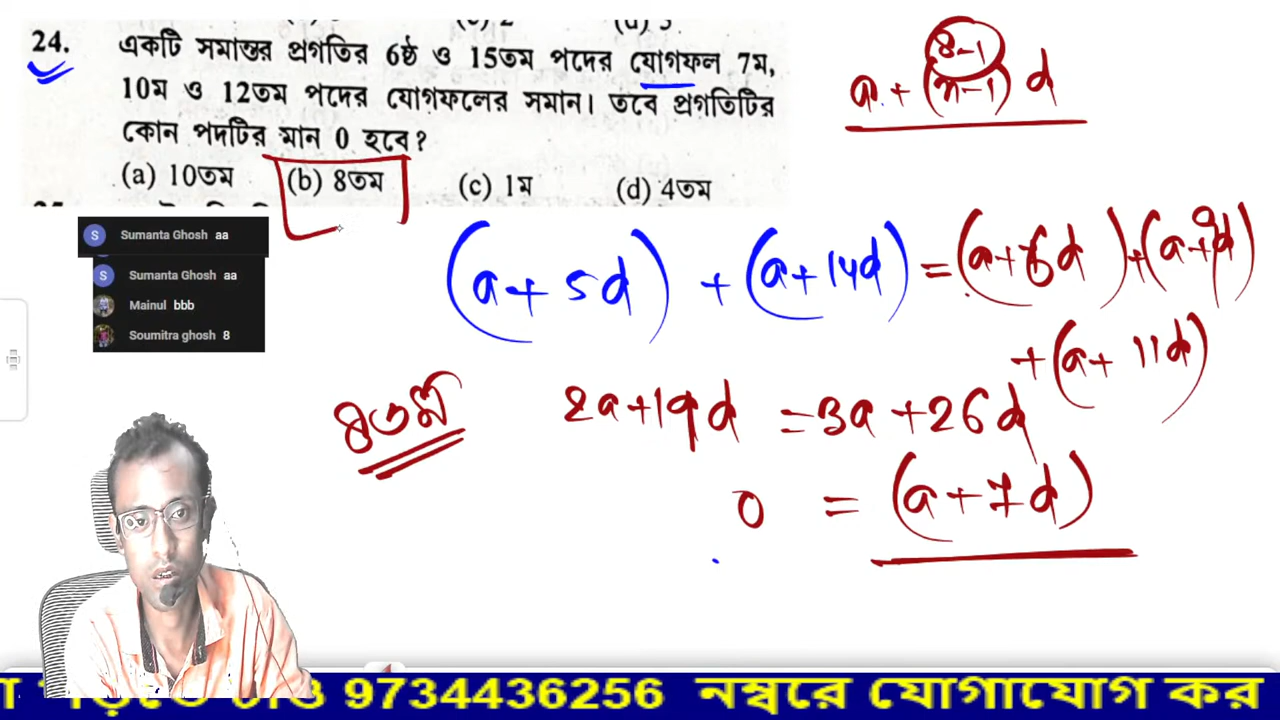 24. একটি সমান্তর প্রগতির 6ষ্ঠ ও 15তম পদের যোগফল 7ম,
10ম ও 12তম পদের যোগফলের সমান। তবে প্রগতিটির
কোন পদটির মান 0 হবে?
(a) 10তম (b) 8তম (c) 1ম (d) 4তম
8-1
a + (n-1) d
S Sumanta Ghosh aa
S Sumanta Ghosh aa
Mainul bbb
Soumitra ghosh 8
(a+5d) + (a+14d) = (a+6d) + (a+9d)
+ (a+11d)
8তম
2a+19d = 3a+26d
0 = (a+7d)
9734436256 নম্বরে যোগাযোগ কর